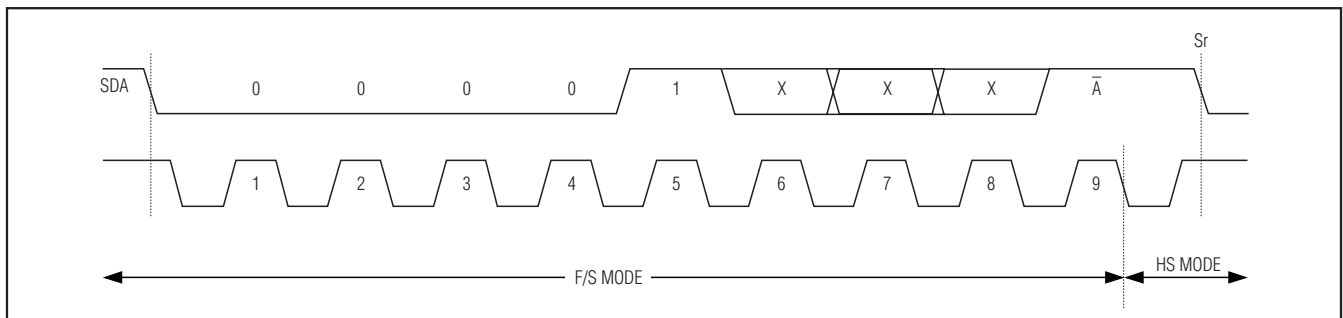 Sr
SDA 0 0 0 0 1 X X X A̅
1 2 3 4 5 6 7 8 9
F/S MODE HS MODE